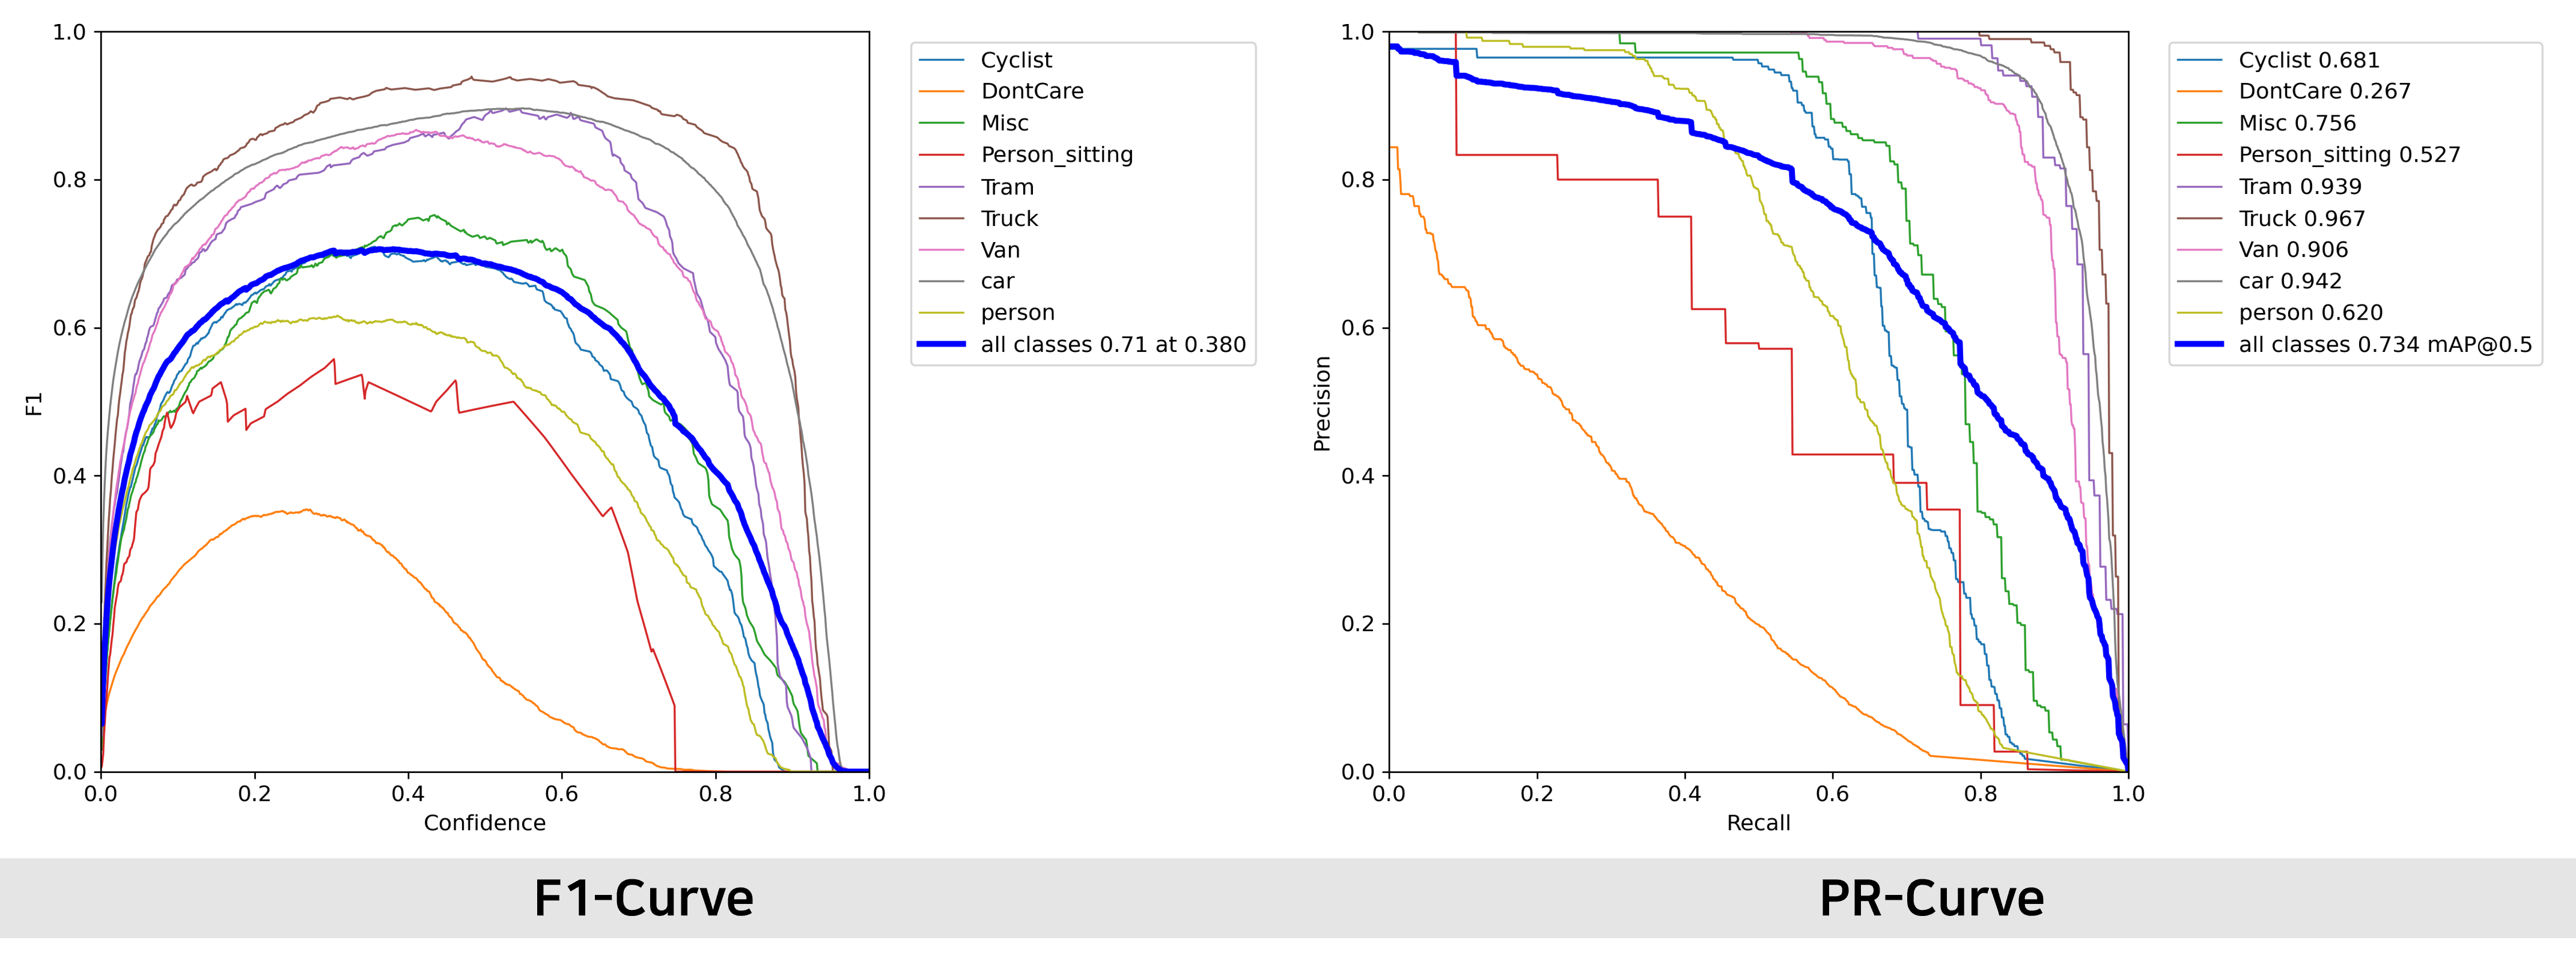 1.0
0.8
0.6
0.4
0.2
0.0
F1
0.0 0.2 0.4 0.6 0.8 1.0
Confidence
Cyclist
DontCare
Misc
Person_sitting
Tram
Truck
Van
car
person
all classes 0.71 at 0.380
1.0
0.8
0.6
0.4
0.2
0.0
Precision
0.0 0.2 0.4 0.6 0.8 1.0
Recall
Cyclist 0.681
DontCare 0.267
Misc 0.756
Person_sitting 0.527
Tram 0.939
Truck 0.967
Van 0.906
car 0.942
person 0.620
all classes 0.734 mAP@0.5
F1-Curve
PR-Curve